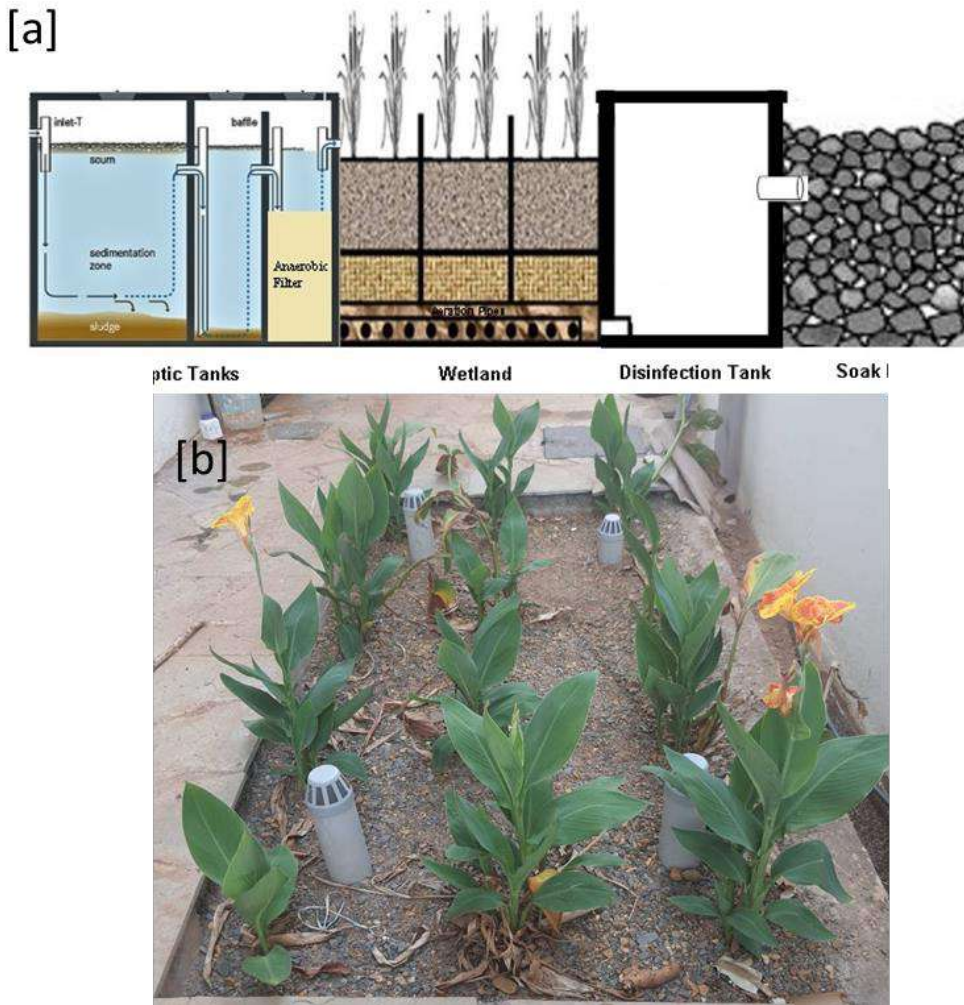 [a]
inlet-T
baffle
scum
sedimentation
zone
Anaerobic
Filter
sludge
Aeration Pipes
ptic Tanks
Wetland
Disinfection Tank
Soak
[b]